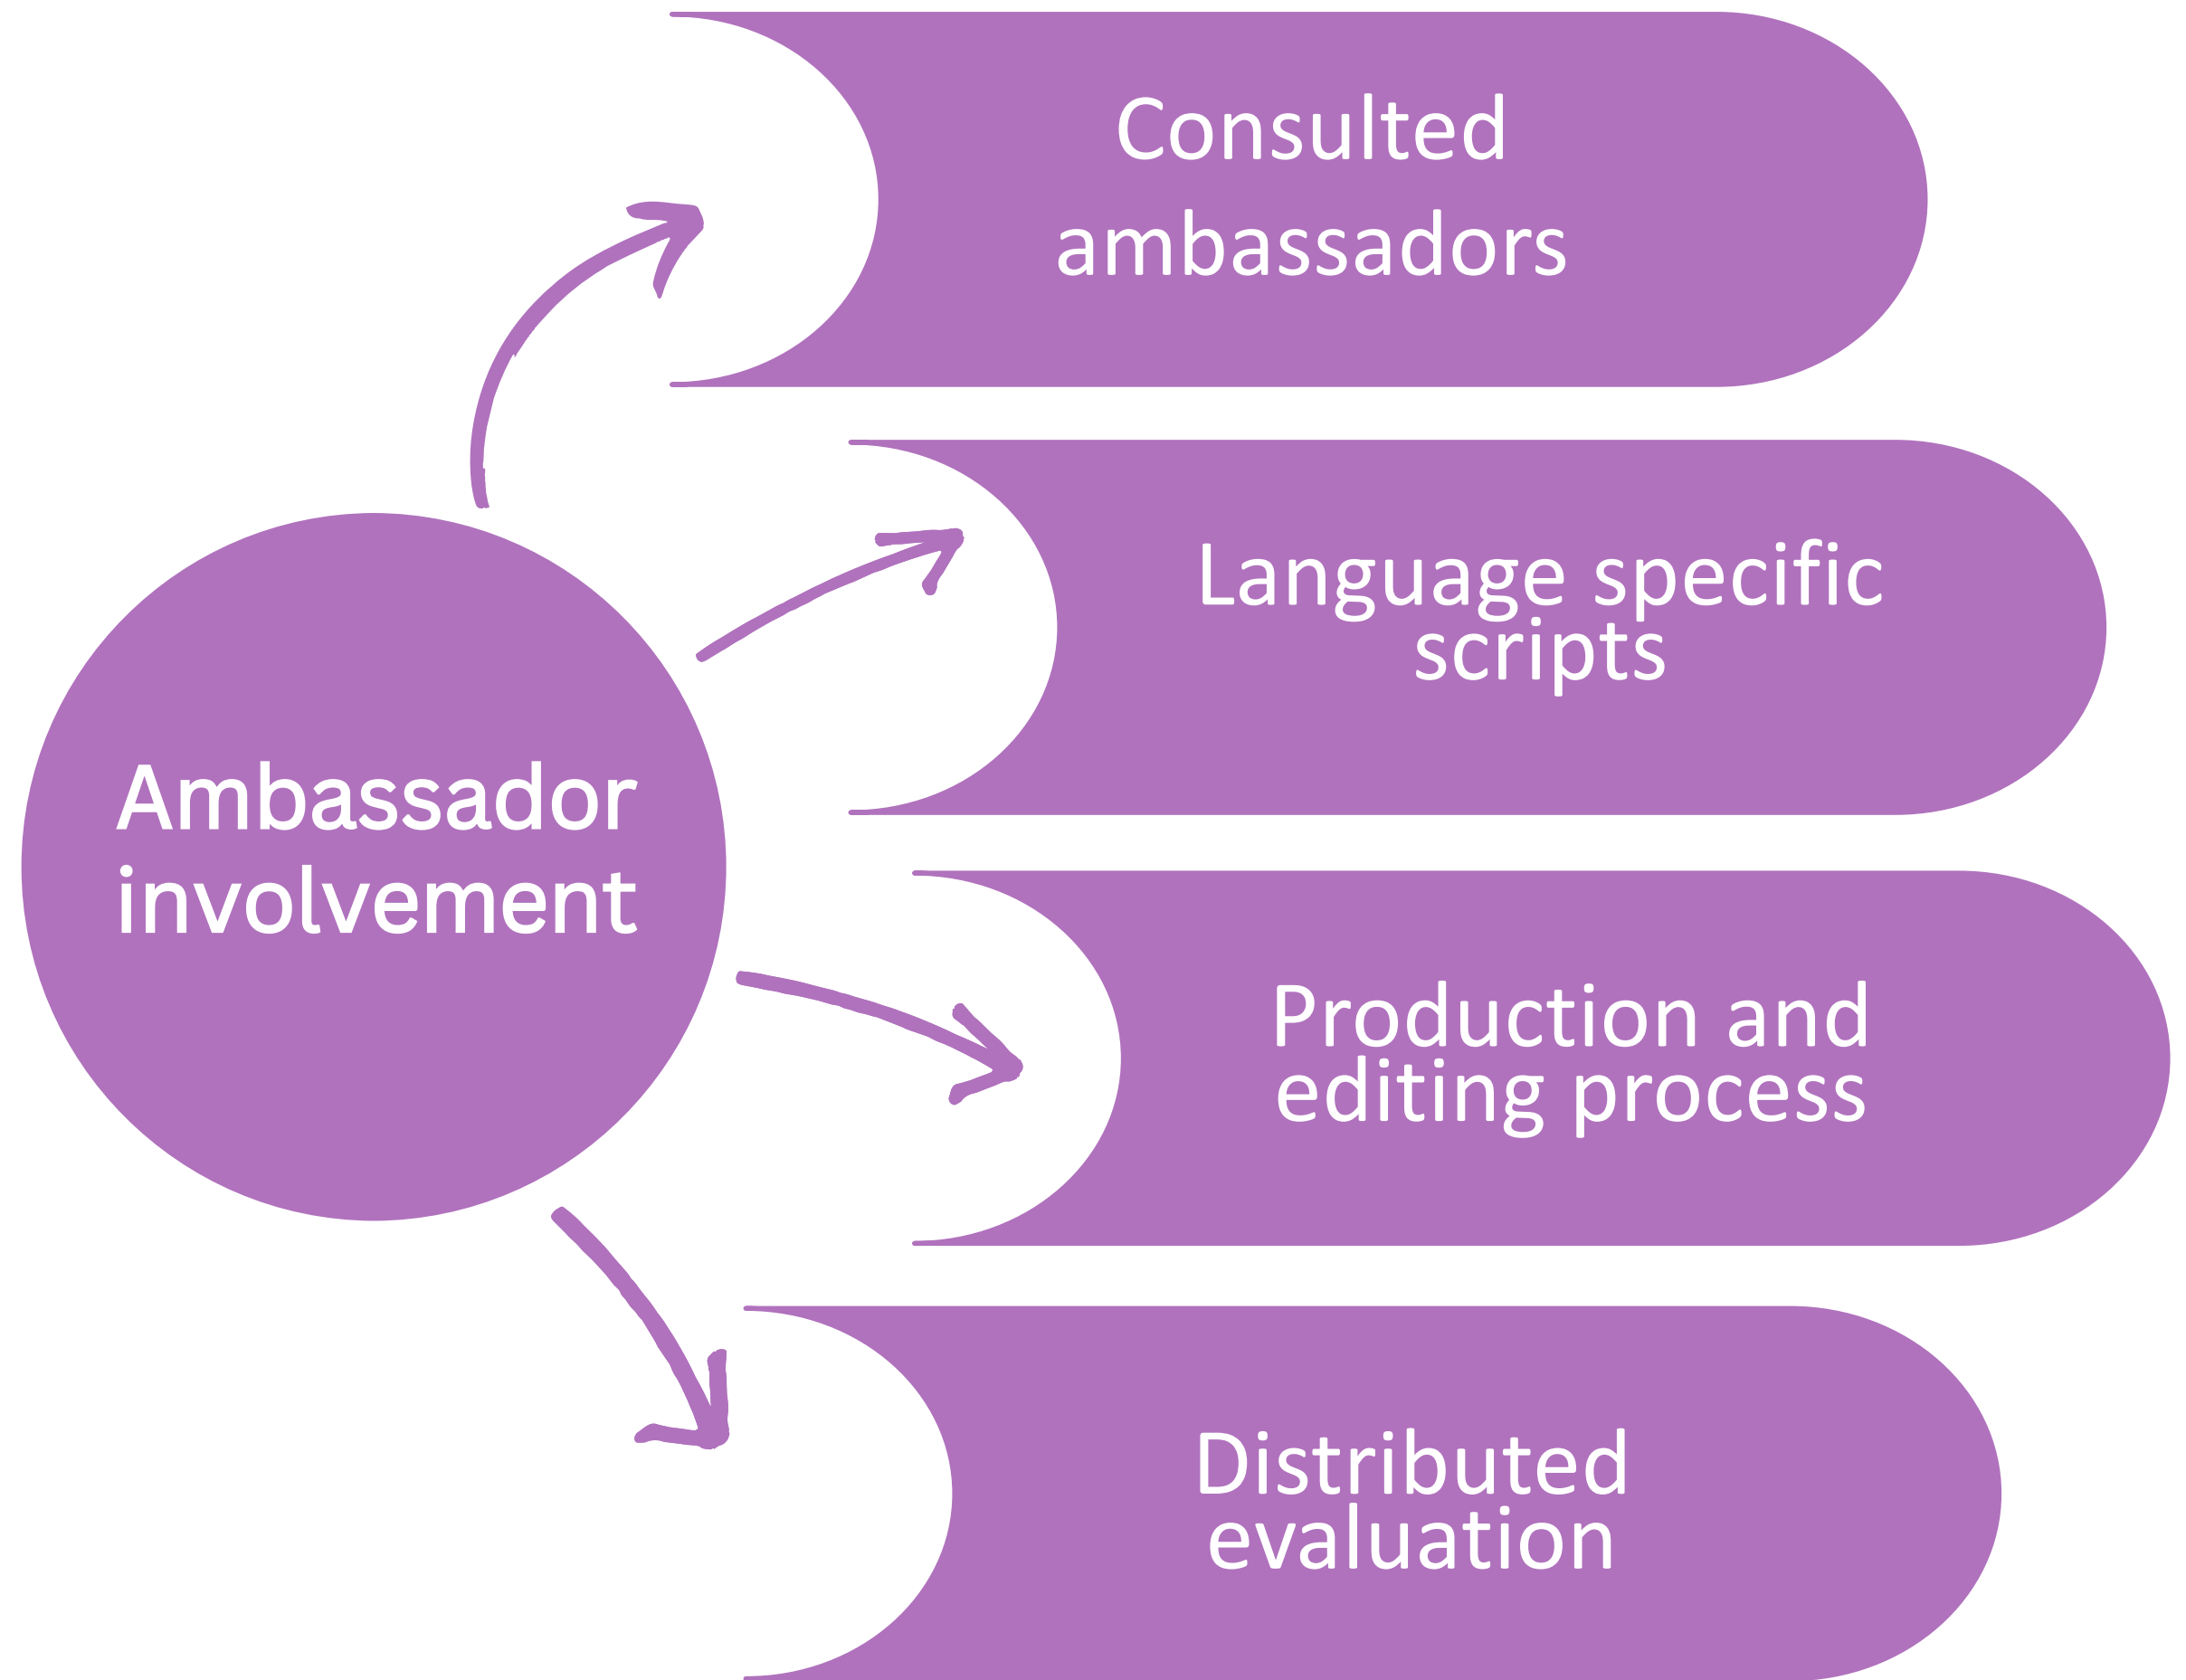 Ambassador
involvement
Consulted
ambassadors
Language specific
scripts
Production and
editing process
Distributed
evaluation